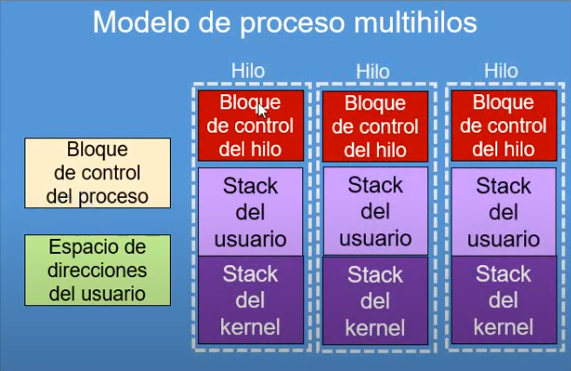 Modelo de proceso multihilos
Hilo
Hilo
Hilo
Bloque
de control
del proceso
Espacio de
direcciones
del usuario
Bloque
de control
del hilo
Stack
del
usuario
Stack
del
kernel
Bloque
de control
del hilo
Stack
del
usuario
Stack
del
kernel
Bloque
de control
del hilo
Stack
del
usuario
Stack
del
kernel